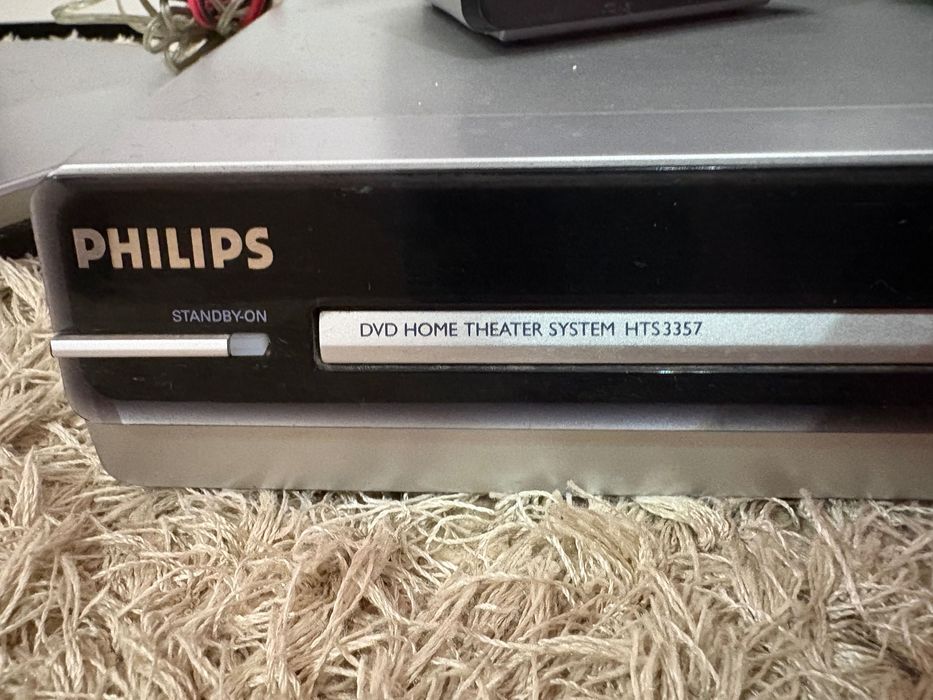 PHILIPS
STANDBY-ON
DVD HOME THEATER SYSTEM HTS3357